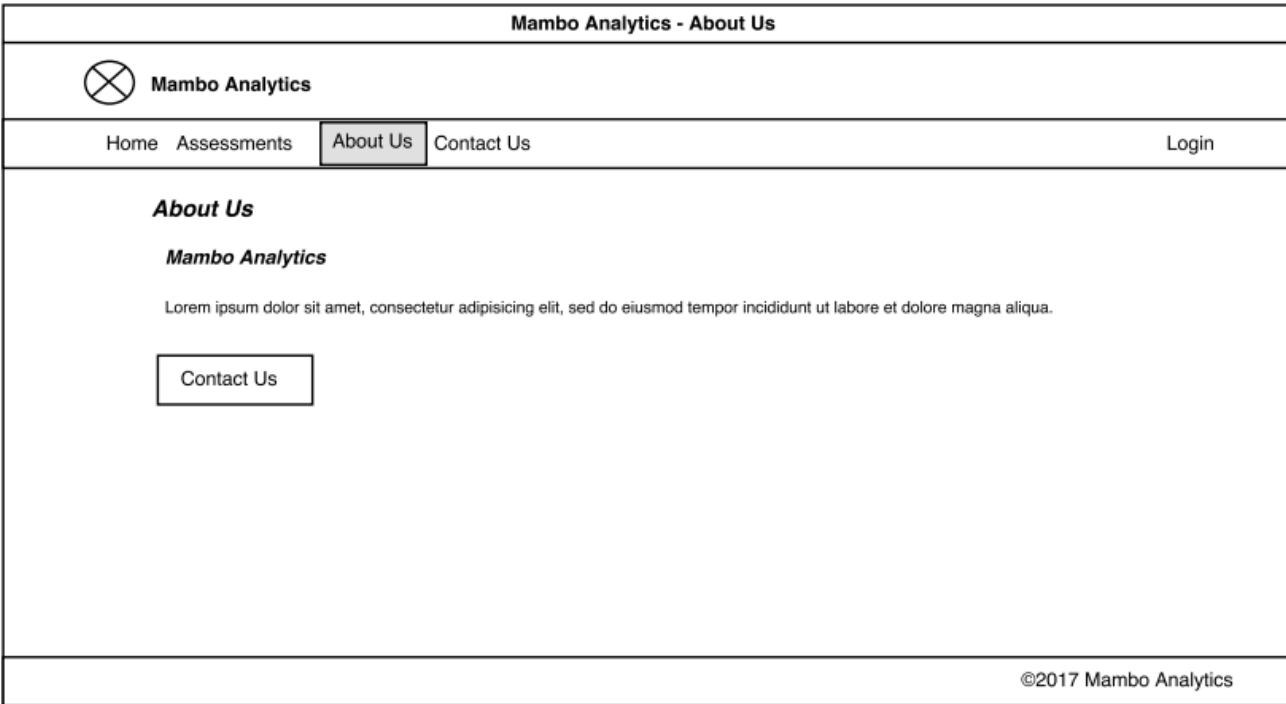 Mambo Analytics - About Us
Mambo Analytics
Home Assessments About Us Contact Us Login
About Us
Mambo Analytics
Lorem ipsum dolor sit amet, consectetur adipisicing elit, sed do eiusmod tempor incididunt ut labore et dolore magna aliqua.
Contact Us
©2017 Mambo Analytics